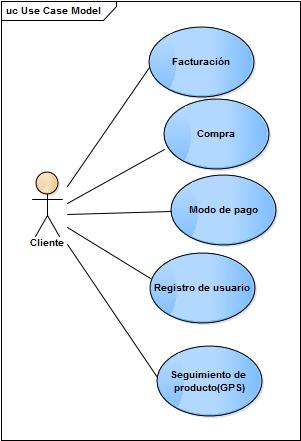 uc Use Case Model
Facturación
Compra
Modo de pago
Cliente
Registro de usuario
Seguimiento de
producto(GPS)